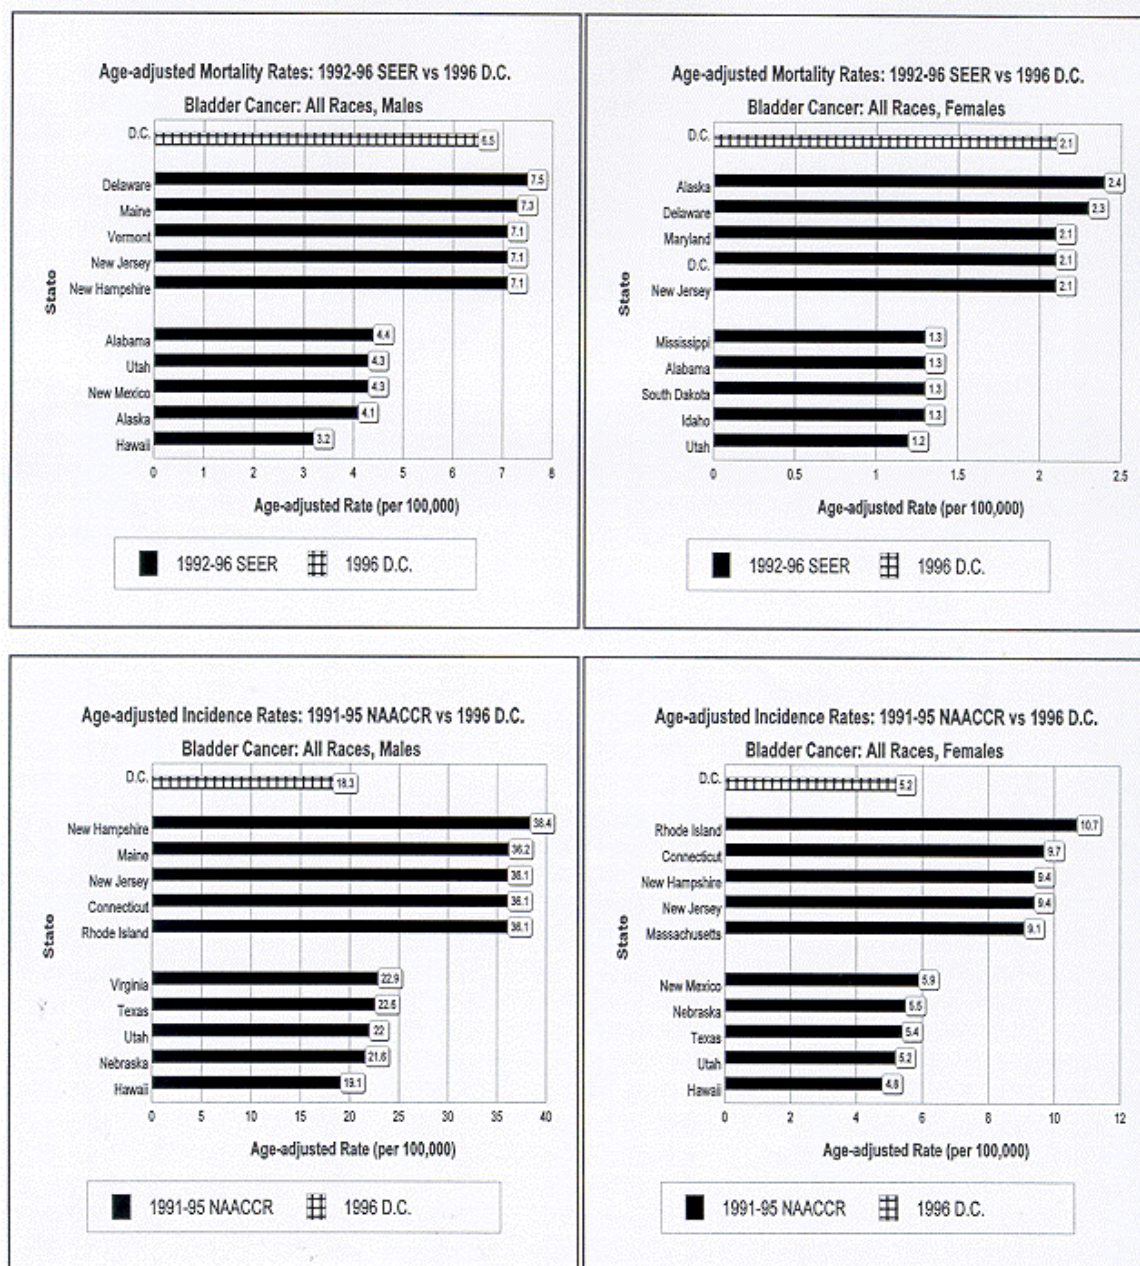 Age-adjusted Mortality Rates: 1992-96 SEER vs 1996 D.C.
Bladder Cancer: All Races, Males
State
D.C. 6.5
Delaware 7.5
Maine 7.3
Vermont 7.1
New Jersey 7.1
New Hampshire 7.1
Alabama 4.4
Utah 4.3
New Mexico 4.3
Alaska 4.1
Hawaii 3.2
0 1 2 3 4 5 6 7 8
Age-adjusted Rate (per 100,000)
1992-96 SEER 1996 D.C.
Age-adjusted Mortality Rates: 1992-96 SEER vs 1996 D.C.
Bladder Cancer: All Races, Females
State
D.C. 2.1
Alaska 2.4
Delaware 2.3
Maryland 2.1
D.C. 2.1
New Jersey 2.1
Mississippi 1.3
Alabama 1.3
South Dakota 1.3
Idaho 1.3
Utah 1.2
0 0.5 1 1.5 2 2.5
Age-adjusted Rate (per 100,000)
1992-96 SEER 1996 D.C.
Age-adjusted Incidence Rates: 1991-95 NAACCR vs 1996 D.C.
Bladder Cancer: All Races, Males
State
D.C. 18.3
New Hampshire 38.4
Maine 36.2
New Jersey 36.1
Connecticut 36.1
Rhode Island 36.1
Virginia 22.9
Texas 22.6
Utah 22
Nebraska 21.6
Hawaii 19.1
0 5 10 15 20 25 30 35 40
Age-adjusted Rate (per 100,000)
1991-95 NAACCR 1996 D.C.
Age-adjusted Incidence Rates: 1991-95 NAACCR vs 1996 D.C.
Bladder Cancer: All Races, Females
State
D.C. 5.2
Rhode Island 10.7
Connecticut 9.7
New Hampshire 9.4
New Jersey 9.4
Massachusetts 9.1
New Mexico 5.9
Nebraska 5.5
Texas 5.4
Utah 5.2
Hawaii 4.8
0 2 4 6 8 10 12
Age-adjusted Rate (per 100,000)
1991-95 NAACCR 1996 D.C.